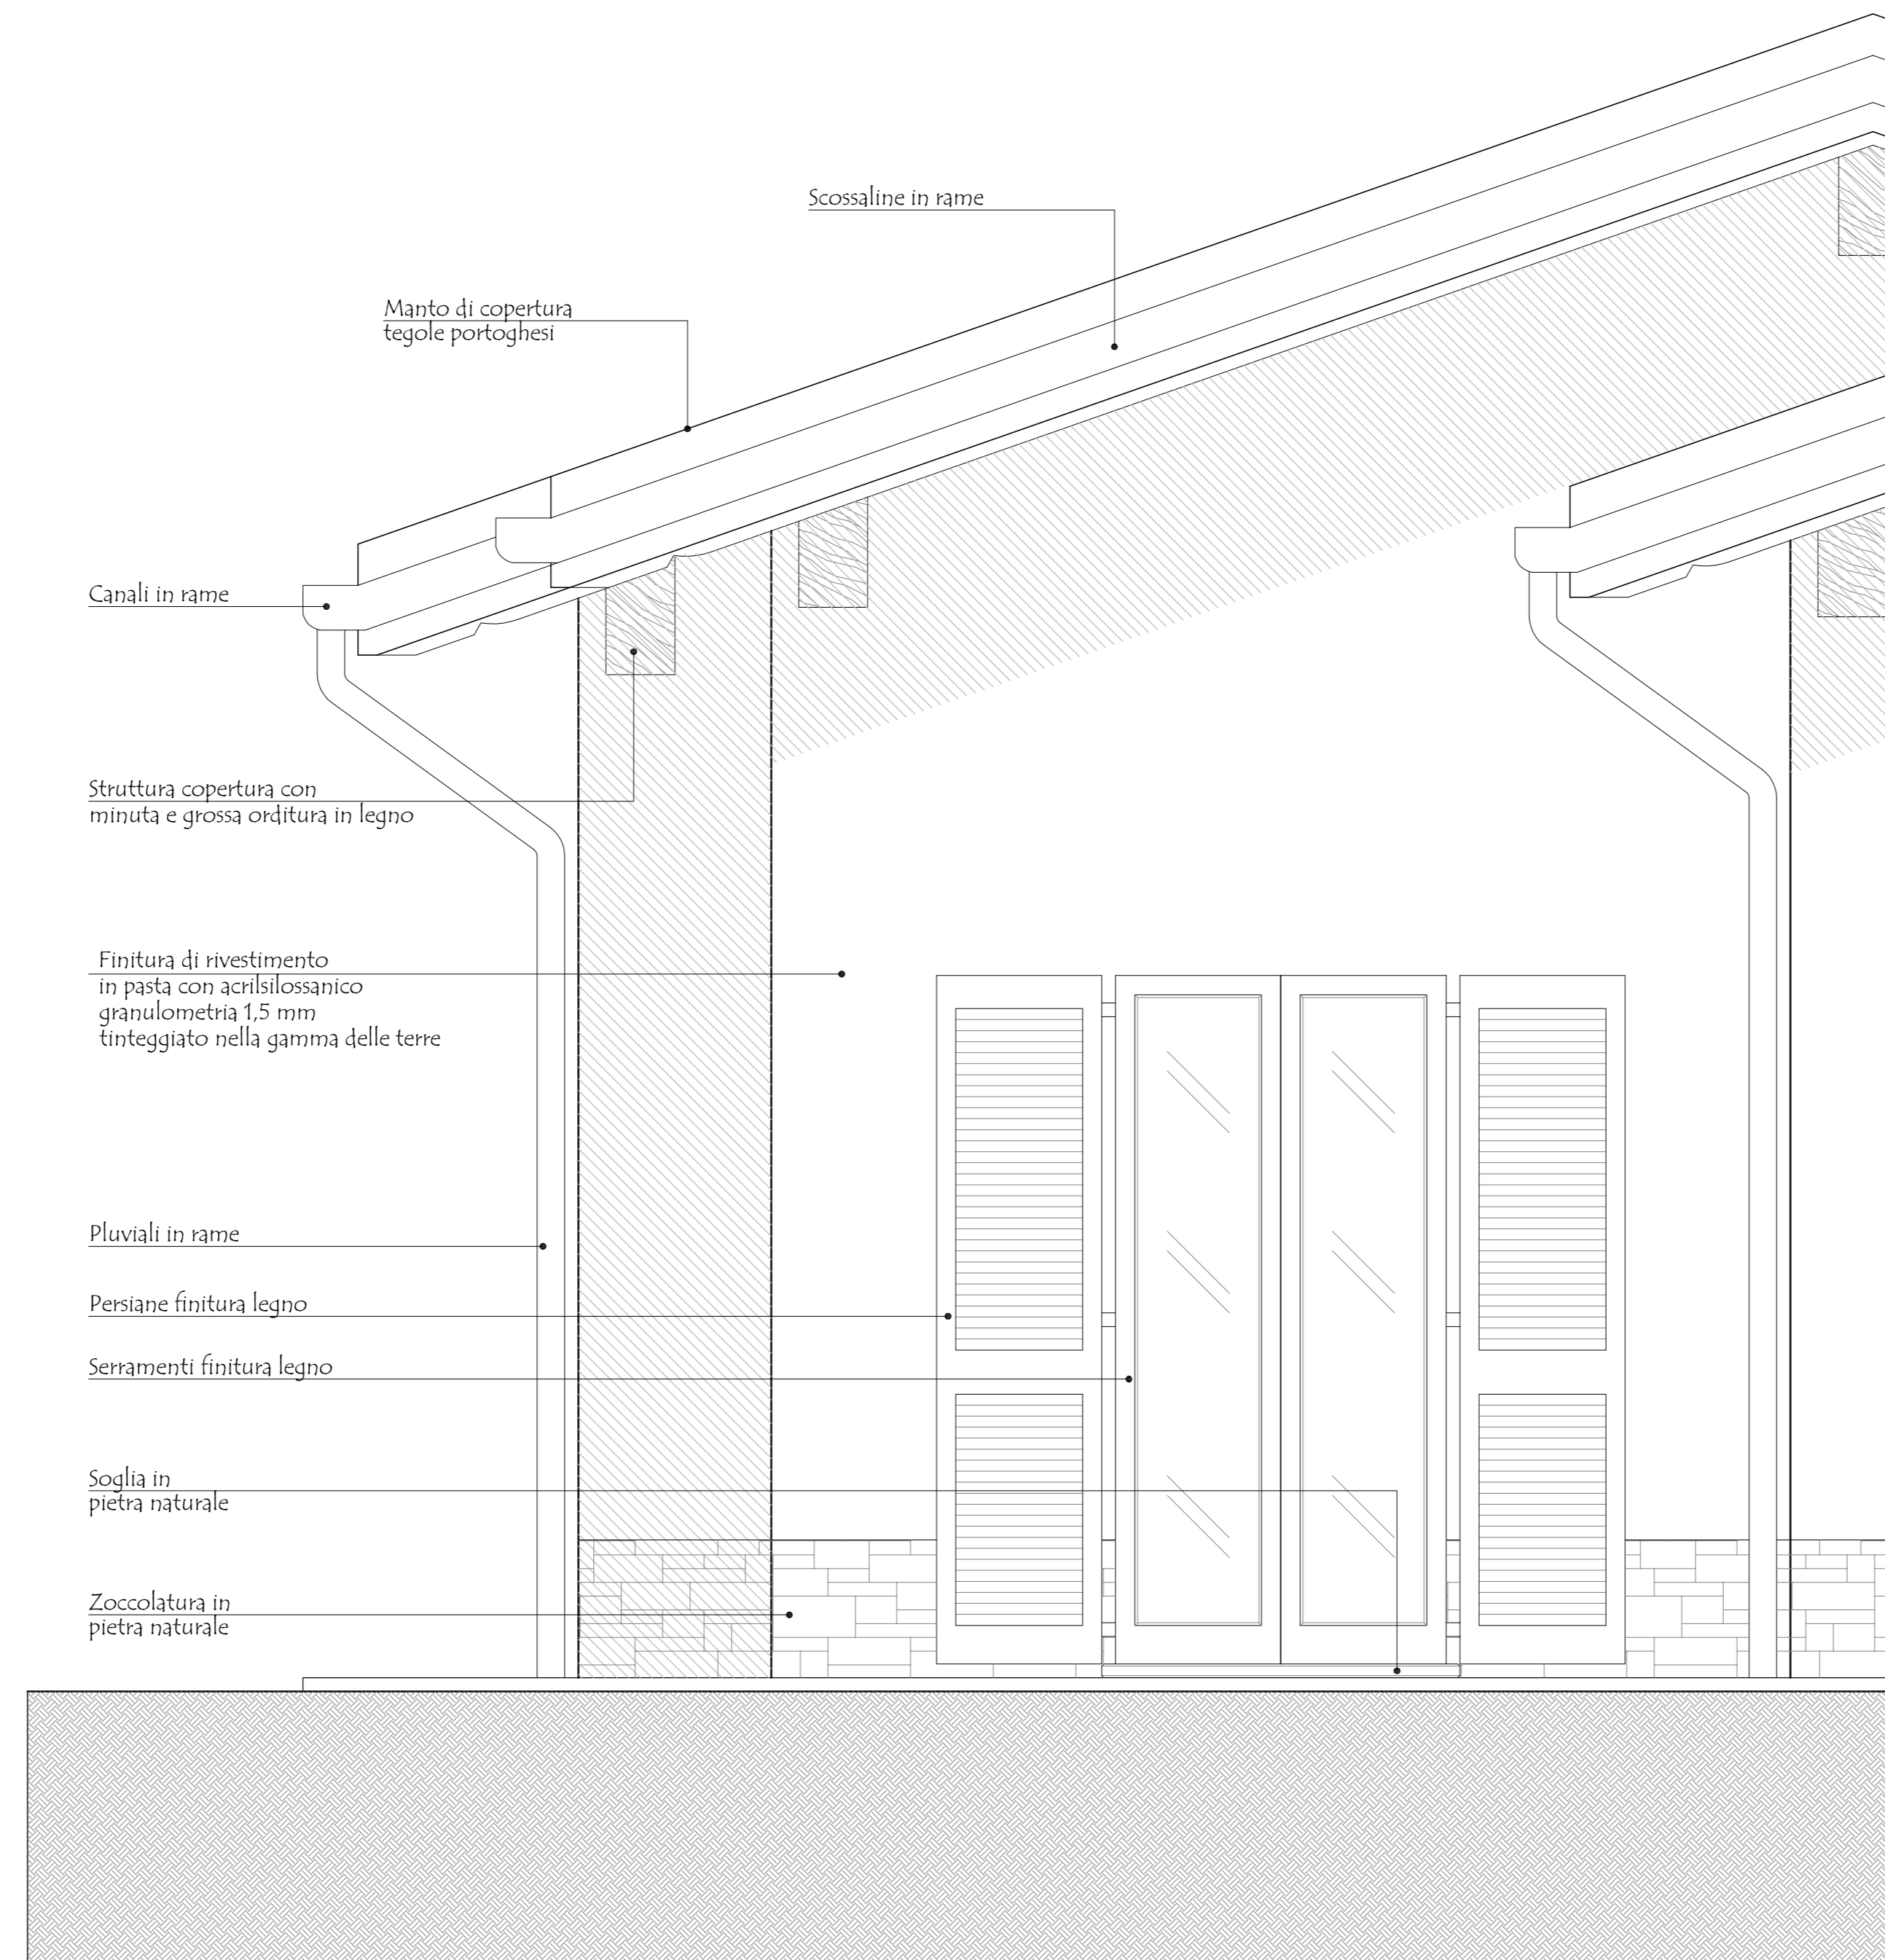 Scossaline in rame
Manto di copertura
tegole portoghesi
Canali in rame
Struttura copertura con
minuta e grossa orditura in legno
Finitura di rivestimento
in pasta con acrilsilossanico
granulometria 1,5 mm
tinteggiato nella gamma delle terre
Pluviali in rame
Persiane finitura legno
Serramenti finitura legno
Soglia in
pietra naturale
Zoccolatura in
pietra naturale